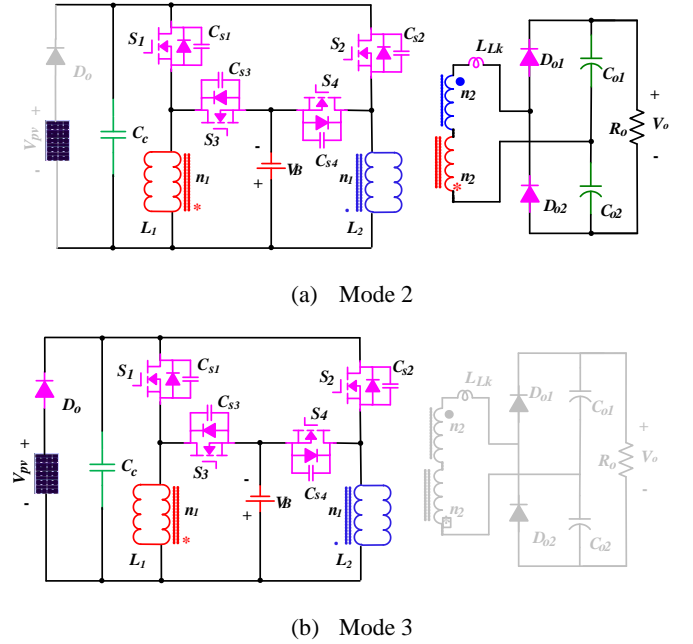 S1 Cs1 S2 Cs2
Do Cs3 S4 LLk Do1 Co1
n2
Vpv + - Cc S3 - VB + Cs4 Ro + Vo -
n1 * n1 n2 *
L1 L2 Do2 Co2
(a) Mode 2
S1 Cs1 S2 Cs2
Do Cs3 S4 LLk Do1 Co1
n2
Vpv + - Cc S3 - VB + Cs4 Ro + Vo -
n1 * n1 n2
L1 L2 Do2 Co2
(b) Mode 3